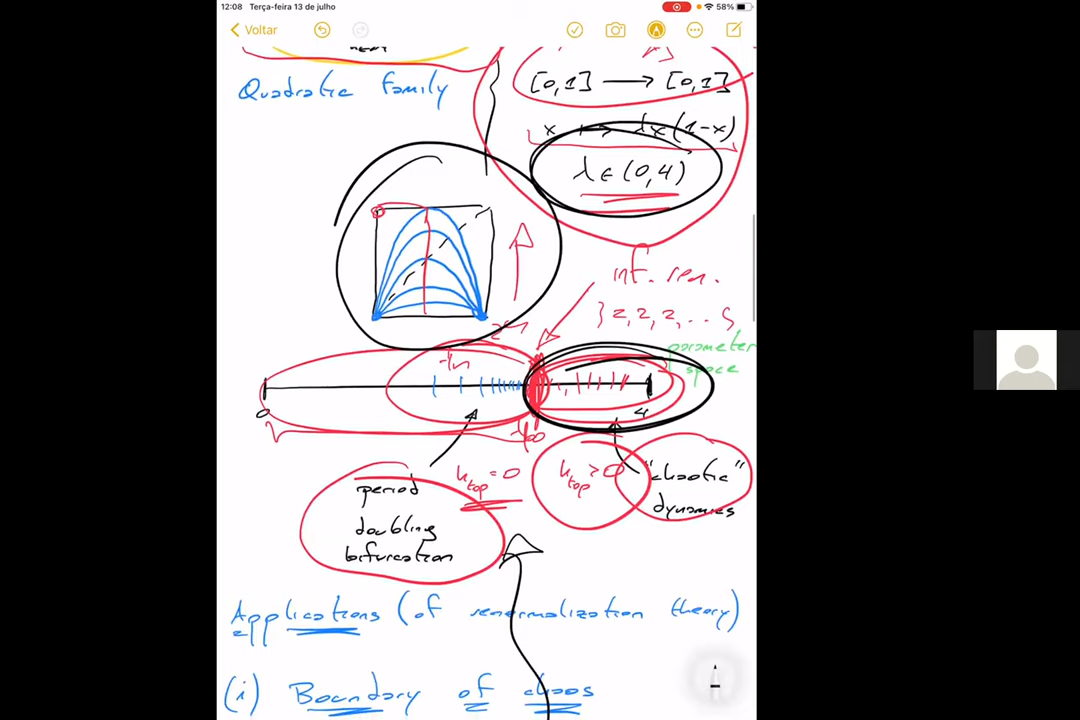 12:08 Terça-feira 13 de julho
58%
Voltar
Quadratic family
[0,1] → [0,1]
x ↦ λx(1-x)
λ ∈ (0,4)
inf. ren.
}2,2,2,...
parameter
space
0
4
period
doubling
bifurcation
h_top = 0
h_top > 0
"chaotic"
dynamics
Applications (of renormalization theory)
(i) Boundary of chaos